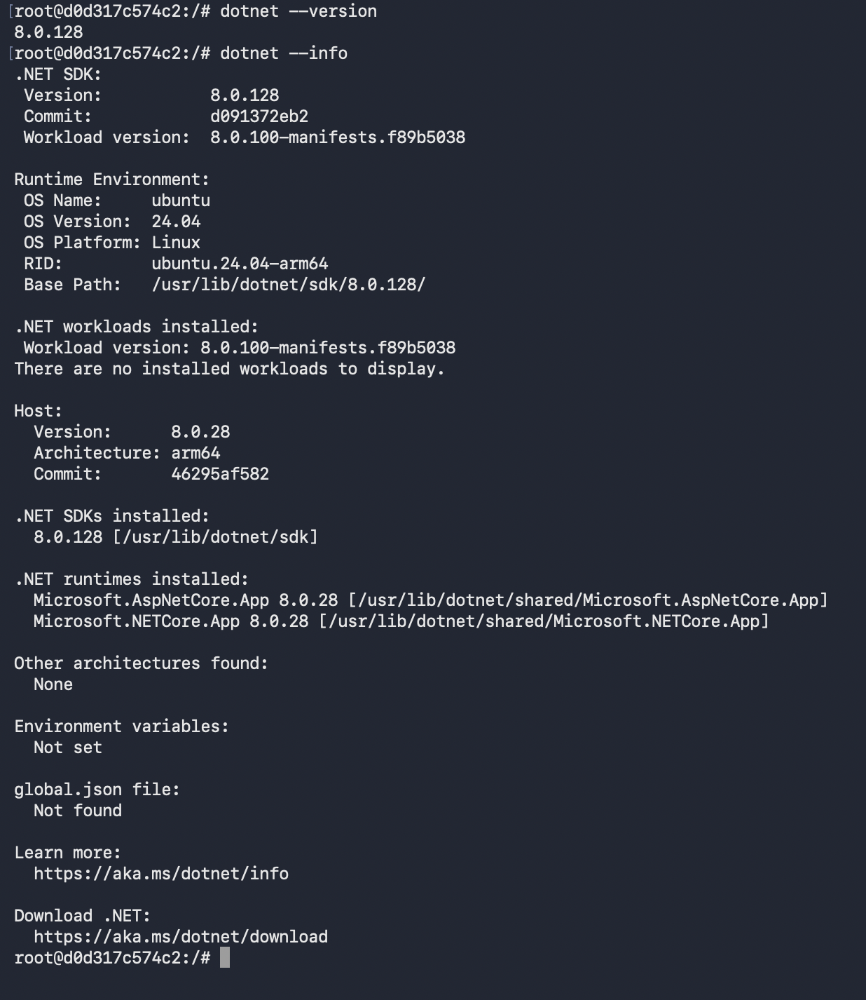 [root@d0d317c574c2:/# dotnet --version
8.0.128
[root@d0d317c574c2:/# dotnet --info
.NET SDK:
 Version:           8.0.128
 Commit:            d091372eb2
 Workload version:  8.0.100-manifests.f89b5038

Runtime Environment:
 OS Name:     ubuntu
 OS Version:  24.04
 OS Platform: Linux
 RID:         ubuntu.24.04-arm64
 Base Path:   /usr/lib/dotnet/sdk/8.0.128/

.NET workloads installed:
 Workload version: 8.0.100-manifests.f89b5038
There are no installed workloads to display.

Host:
  Version:      8.0.28
  Architecture: arm64
  Commit:       46295af582

.NET SDKs installed:
  8.0.128 [/usr/lib/dotnet/sdk]

.NET runtimes installed:
  Microsoft.AspNetCore.App 8.0.28 [/usr/lib/dotnet/shared/Microsoft.AspNetCore.App]
  Microsoft.NETCore.App 8.0.28 [/usr/lib/dotnet/shared/Microsoft.NETCore.App]

Other architectures found:
  None

Environment variables:
  Not set

global.json file:
  Not found

Learn more:
  https://aka.ms/dotnet/info

Download .NET:
  https://aka.ms/dotnet/download
root@d0d317c574c2:/#